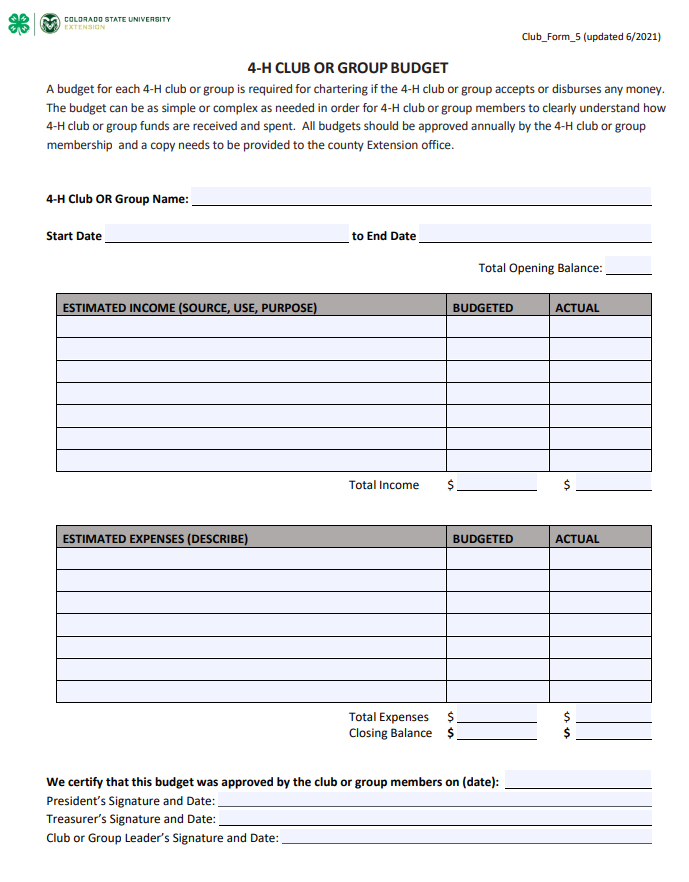 COLORADO STATE UNIVERSITY
EXTENSION
Club_Form_5 (updated 6/2021)
4-H CLUB OR GROUP BUDGET
A budget for each 4-H club or group is required for chartering if the 4-H club or group accepts or disburses any money.
The budget can be as simple or complex as needed in order for 4-H club or group members to clearly understand how
4-H club or group funds are received and spent. All budgets should be approved annually by the 4-H club or group
membership and a copy needs to be provided to the county Extension office.
4-H Club OR Group Name:
Start Date to End Date
Total Opening Balance:
ESTIMATED INCOME (SOURCE, USE, PURPOSE) BUDGETED ACTUAL
Total Income $ $
ESTIMATED EXPENSES (DESCRIBE) BUDGETED ACTUAL
Total Expenses $ $
Closing Balance $ $
We certify that this budget was approved by the club or group members on (date):
President's Signature and Date:
Treasurer's Signature and Date:
Club or Group Leader's Signature and Date: